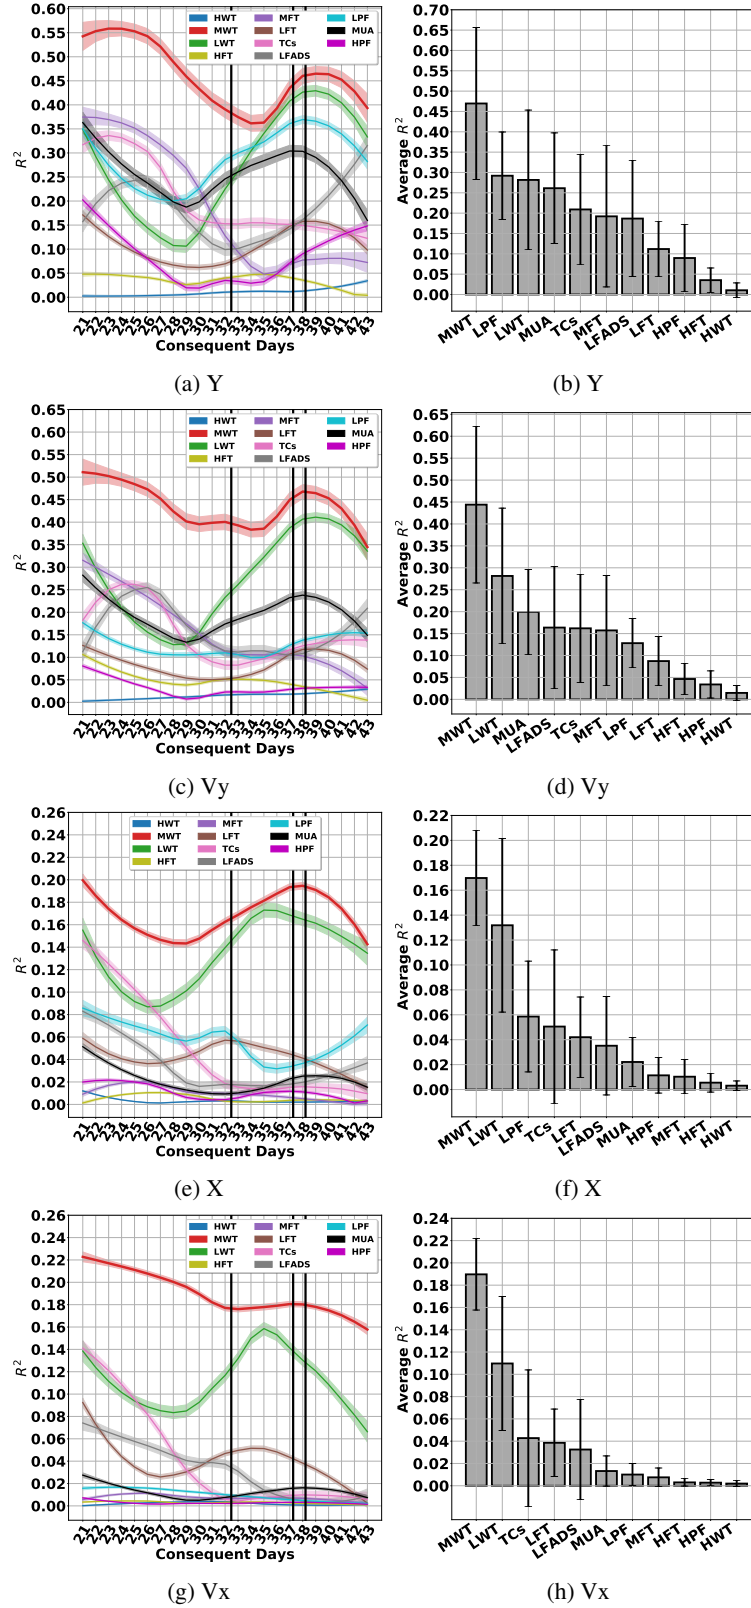 0.60
0.55
0.50
0.45
0.40
0.35
0.30
0.25
0.20
0.15
0.10
0.05
0.00
R²
HWT MFT LPF
MWT LFT MUA
LWT TCs HPF
HFT LFADS
21 22 23 24 25 26 27 28 29 30 31 32 33 34 35 36 37 38 39 40 41 42 43
Consequent Days
(a) Y
0.70
0.65
0.60
0.55
0.50
0.45
0.40
0.35
0.30
0.25
0.20
0.15
0.10
0.05
0.00
Average R²
MWT LPF LWT MUA TCs MFT LFADS LFT HPF HFT HWT
(b) Y
0.65
0.60
0.55
0.50
0.45
0.40
0.35
0.30
0.25
0.20
0.15
0.10
0.05
0.00
R²
HWT MFT LPF
MWT LFT MUA
LWT TCs HPF
HFT LFADS
21 22 23 24 25 26 27 28 29 30 31 32 33 34 35 36 37 38 39 40 41 42 43
Consequent Days
(c) Vy
0.65
0.60
0.55
0.50
0.45
0.40
0.35
0.30
0.25
0.20
0.15
0.10
0.05
0.00
Average R²
MWT LWT MUA LFADS TCs MFT LPF LFT HFT HPF HWT
(d) Vy
0.26
0.24
0.22
0.20
0.18
0.16
0.14
0.12
0.10
0.08
0.06
0.04
0.02
0.00
R²
HWT MFT LPF
MWT LFT MUA
LWT TCs HPF
HFT LFADS
21 22 23 24 25 26 27 28 29 30 31 32 33 34 35 36 37 38 39 40 41 42 43
Consequent Days
(e) X
0.22
0.20
0.18
0.16
0.14
0.12
0.10
0.08
0.06
0.04
0.02
0.00
Average R²
MWT LWT LPF TCs LFT LFADS MUA HPF MFT HFT HWT
(f) X
0.26
0.24
0.22
0.20
0.18
0.16
0.14
0.12
0.10
0.08
0.06
0.04
0.02
0.00
R²
HWT MFT LPF
MWT LFT MUA
LWT TCs HPF
HFT LFADS
21 22 23 24 25 26 27 28 29 30 31 32 33 34 35 36 37 38 39 40 41 42 43
Consequent Days
(g) Vx
0.24
0.22
0.20
0.18
0.16
0.14
0.12
0.10
0.08
0.06
0.04
0.02
0.00
Average R²
MWT LWT TCs LFT LFADS MUA LPF MFT HFT HPF HWT
(h) Vx